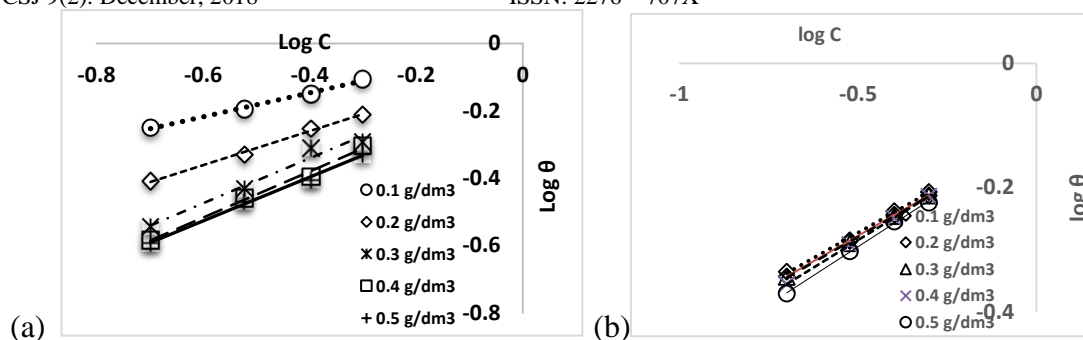 CSJ 9(2): December, 2018 ISSN: 2276 – 707X
(a)
Log C
0
-0.8 -0.6 -0.4 -0.2 0
-0.2
-0.4
-0.6
-0.8
Log θ
0.1 g/dm3
0.2 g/dm3
0.3 g/dm3
0.4 g/dm3
0.5 g/dm3
(b)
log C
0
-1 -0.5 0
-0.2
-0.4
log θ
0.1 g/dm3
0.2 g/dm3
0.3 g/dm3
0.4 g/dm3
0.5 g/dm3